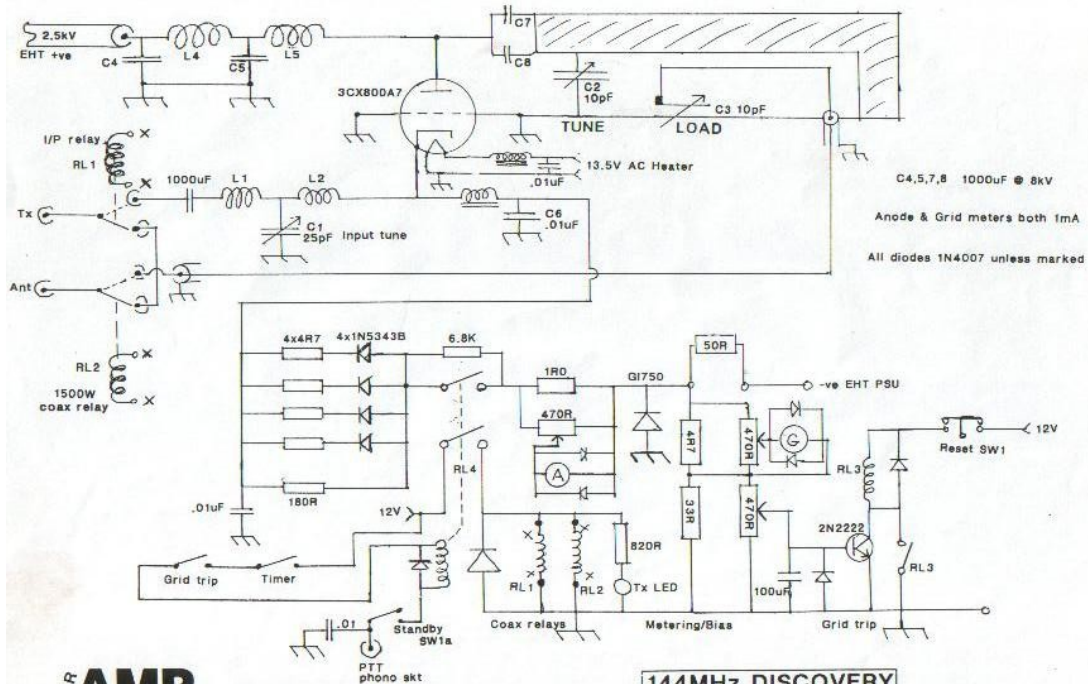 2.5kV
EHT +ve
C4
L4
C5
L5
C7
C8
3CX800A7
C2
10pF
TUNE
C3 10pF
LOAD
I/P relay
RL1
1000uF
L1
L2
13.5V AC Heater
.01uF
C4,5,7,8 1000uF @ 8kV
Anode & Grid meters both 1mA
All diodes 1N4007 unless marked
Tx
C1
25pF
Input tune
C6
.01uF
Ant
RL2
1500W
coax relay
4x4R7
4x1N5343B
6.8K
1R0
470R
A
GI750
50R
-ve EHT PSU
4R7
470R
G
33R
470R
RL3
Reset SW1
12V
180R
RL4
.01uF
12V
820R
2N2222
RL3
Grid trip
Timer
RL1
RL2
Tx LED
100uF
.01
Standby
SW1a
Coax relays
Metering/Bias
Grid trip
PTT
phono skt
R AMP
144MHz DISCOVERY